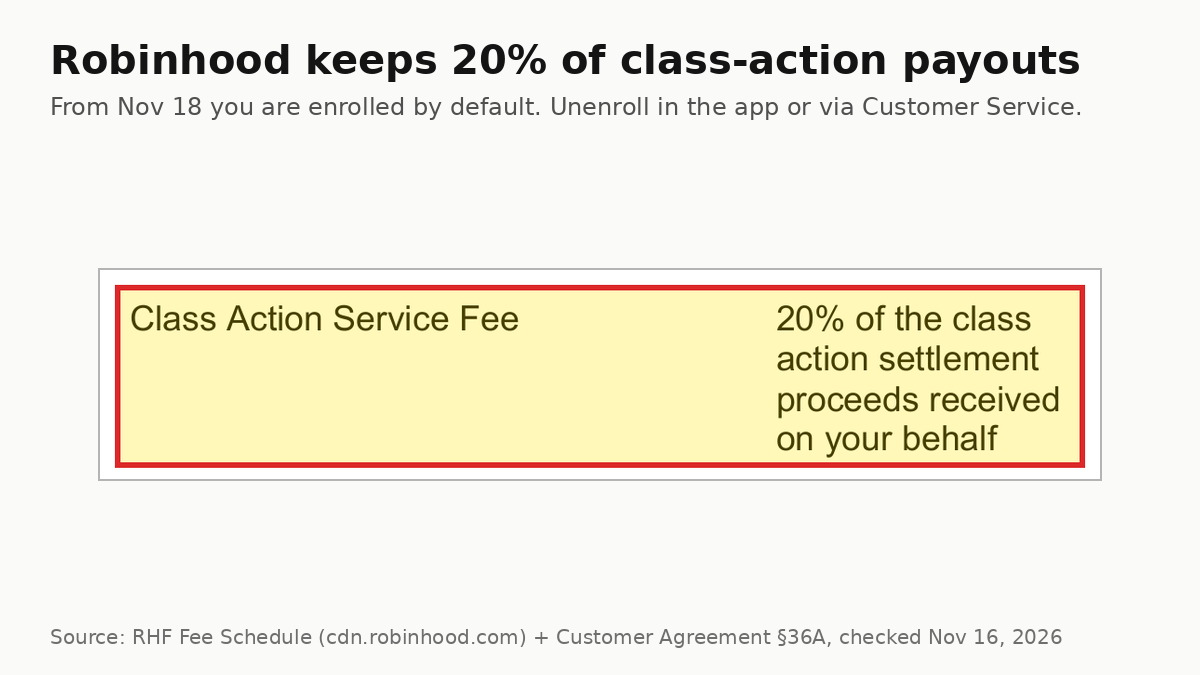 Robinhood keeps 20% of class-action payouts
From Nov 18 you are enrolled by default. Unenroll in the app or via Customer Service.
Class Action Service Fee
20% of the class
action settlement
proceeds received
on your behalf
Source: RHF Fee Schedule (cdn.robinhood.com) + Customer Agreement §36A, checked Nov 16, 2026